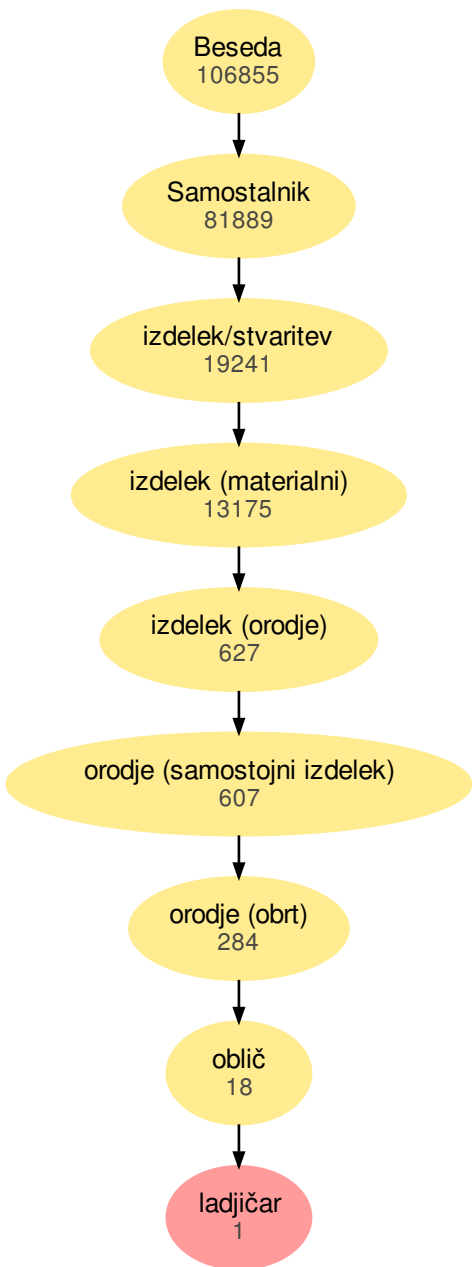 Beseda
106855
Samostalnik
81889
izdelek/stvaritev
19241
izdelek (materialni)
13175
izdelek (orodje)
627
orodje (samostojni izdelek)
607
orodje (obrt)
284
oblič
18
ladjičar
1